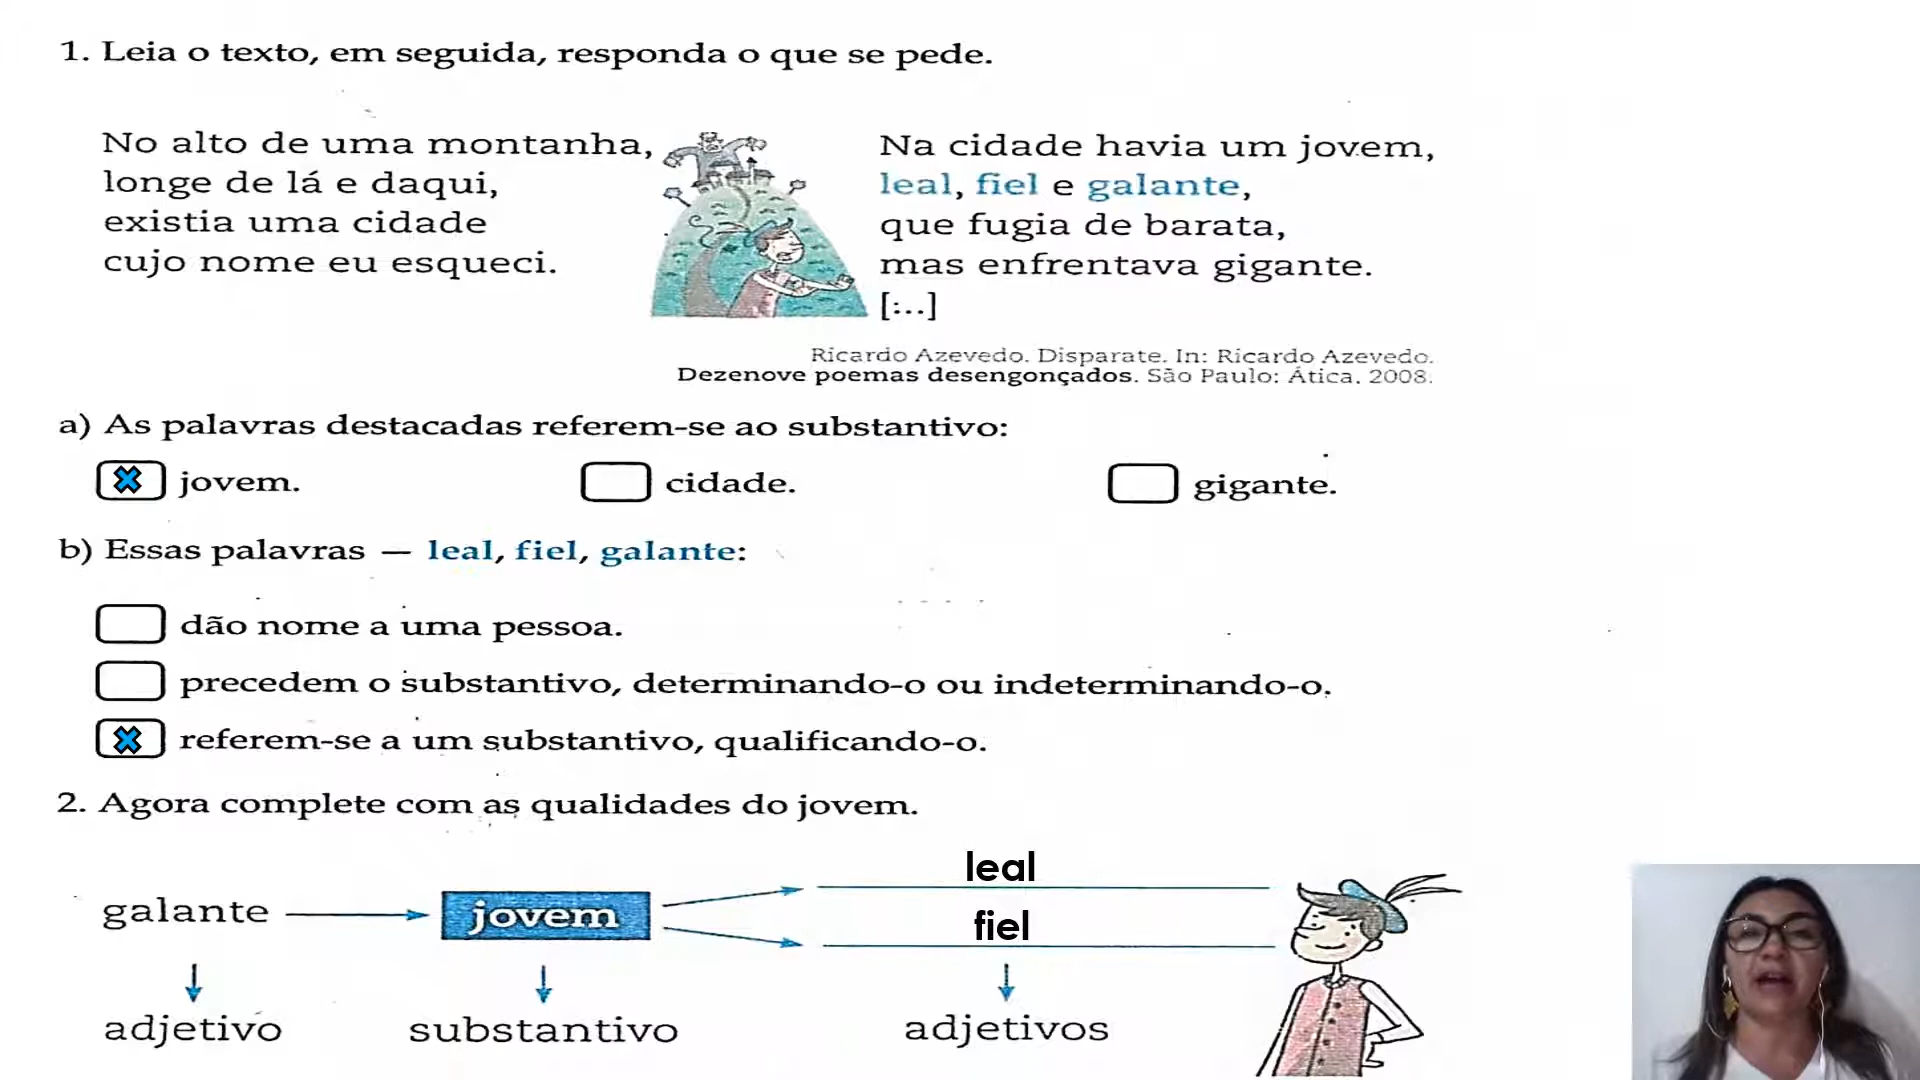 1. Leia o texto, em seguida, responda o que se pede.
No alto de uma montanha,
longe de lá e daqui,
existia uma cidade
cujo nome eu esqueci.
Na cidade havia um jovem,
leal, fiel e galante,
que fugia de barata,
mas enfrentava gigante.
[...]
Ricardo Azevedo. Disparate. In: Ricardo Azevedo.
Dezenove poemas desengonçados. São Paulo: Ática, 2008.
a) As palavras destacadas referem-se ao substantivo:
jovem. cidade. gigante.
b) Essas palavras — leal, fiel, galante:
dão nome a uma pessoa.
precedem o substantivo, determinando-o ou indeterminando-o.
referem-se a um substantivo, qualificando-o.
2. Agora complete com as qualidades do jovem.
leal
galante jovem
fiel
adjetivo substantivo adjetivos